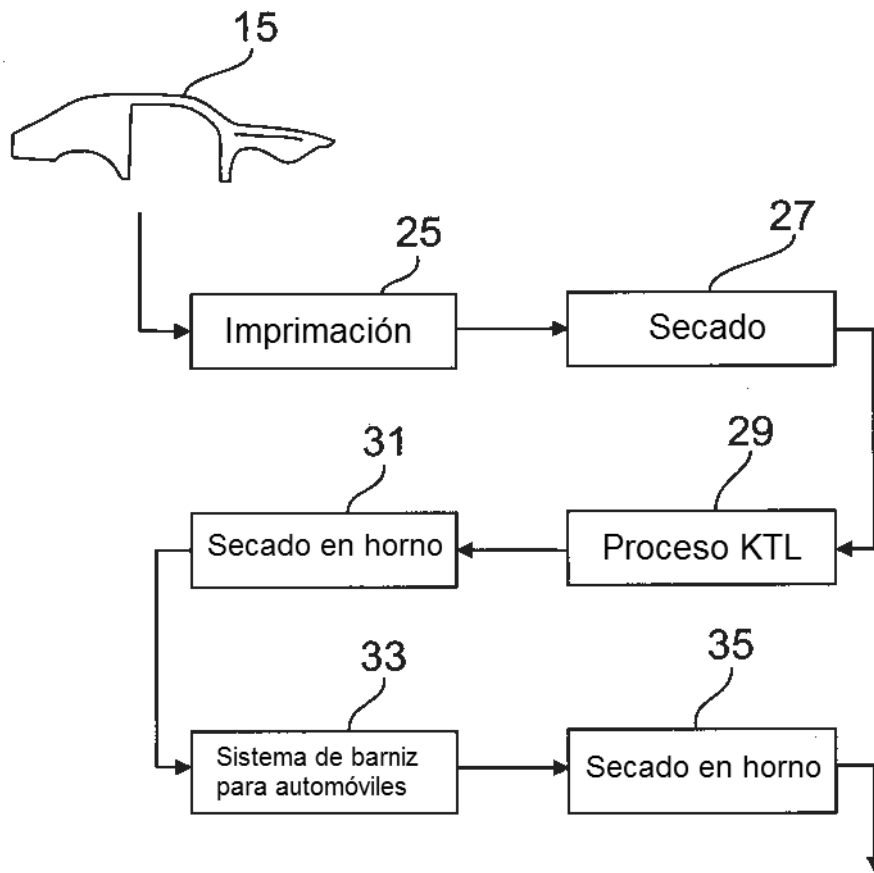 15
25
27
Imprimación
Secado
31
29
Secado en horno
Proceso KTL
33
35
Sistema de barniz
para automóviles
Secado en horno